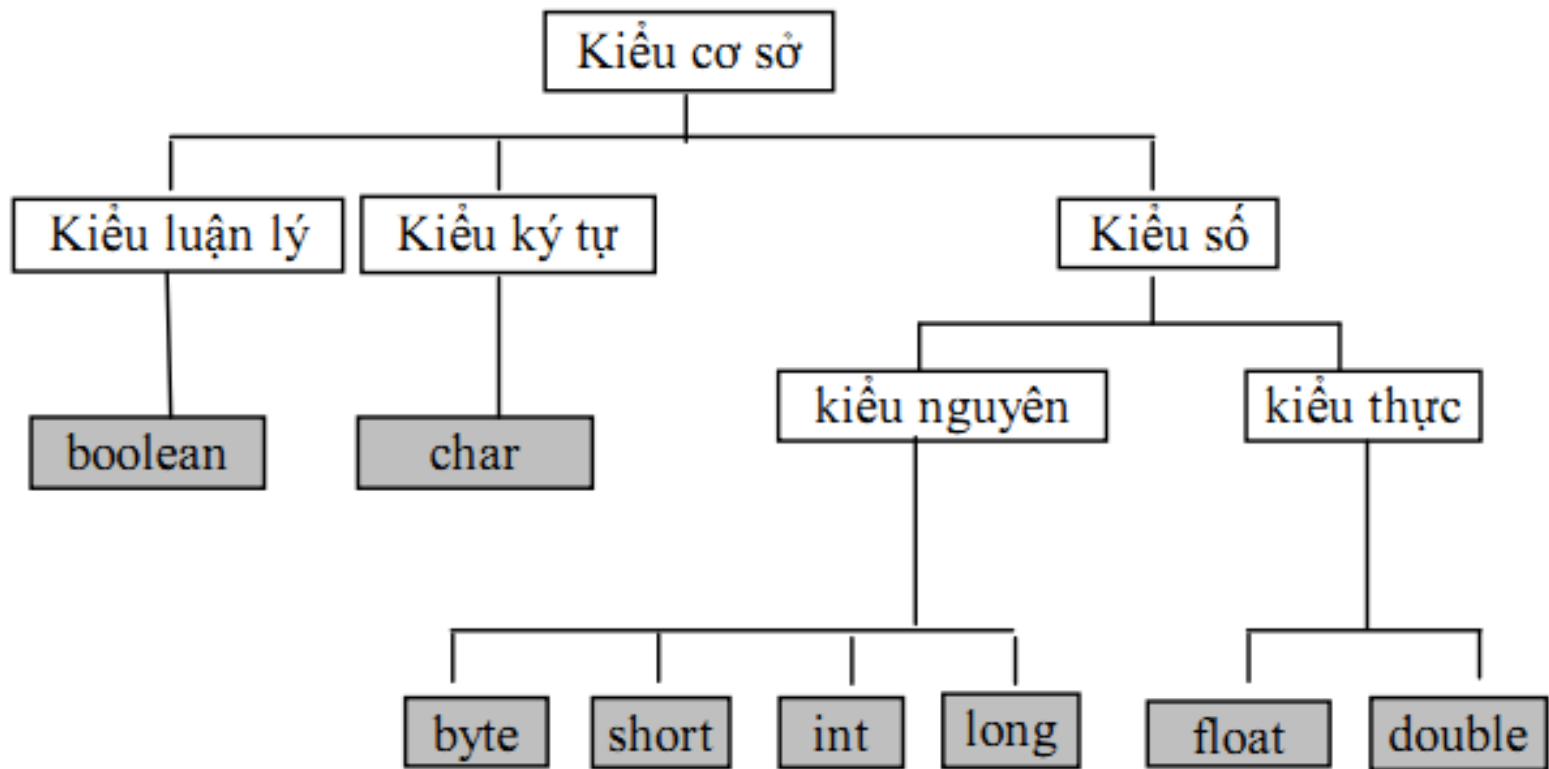 Kiểu cơ sở
Kiểu luận lý
Kiểu ký tự
Kiểu số
kiểu nguyên
kiểu thực
boolean
char
byte
short
int
long
float
double